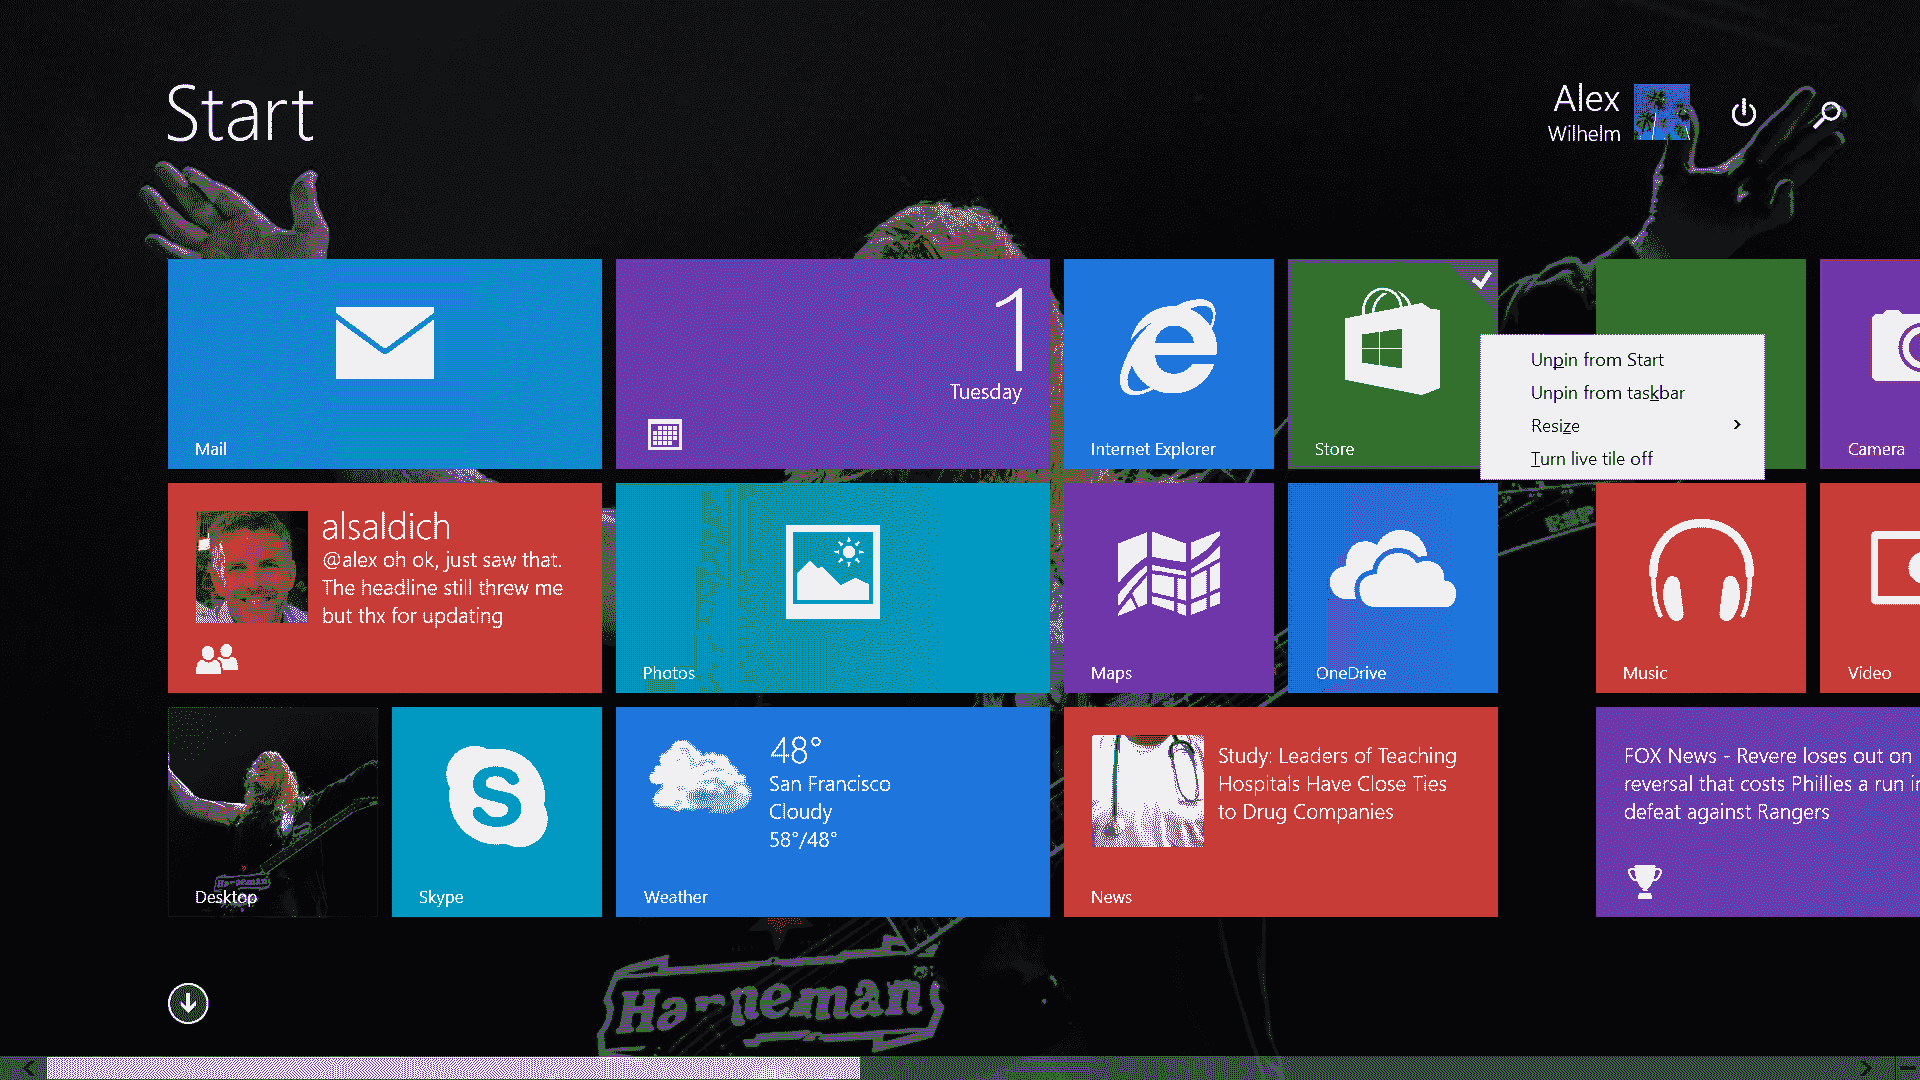 Start
Alex
Wilhelm
Mail
1
Tuesday
Internet Explorer
Store
Unpin from Start
Unpin from taskbar
Resize
Turn live tile off
Camera
alsaldich
@alex oh ok, just saw that.
The headline still threw me
but thx for updating
Photos
Maps
OneDrive
Music
Video
Desktop
Skype
48°
San Francisco
Cloudy
58°/48°
Weather
Study: Leaders of Teaching
Hospitals Have Close Ties
to Drug Companies
News
FOX News - Revere loses out on
reversal that costs Phillies a run in
defeat against Rangers
Hanneman